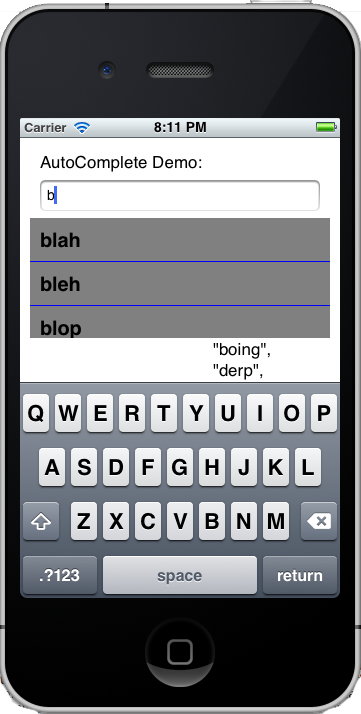 Carrier 8:11 PM
AutoComplete Demo:
b
blah
bleh
blop
"boing",
"derp",
Q W E R T Y U I O P
A S D F G H J K L
Z X C V B N M
.?123 space return